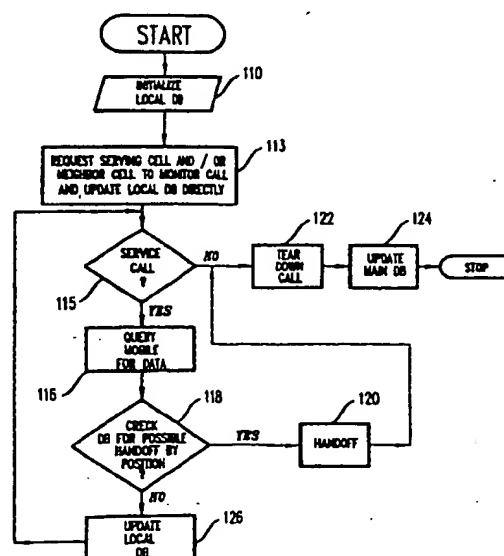 START
INITIALIZE
LOCAL DB
110
REQUEST SERVING CELL AND / OR
NEIGHBOR CELL TO MONITOR CALL
AND, UPDATE LOCAL DB DIRECTLY
113
SERVICE
CALL
?
115
NO
YES
TEAR
DOWN
CALL
122
UPDATE
MAIN DB
124
STOP
QUERY
MOBILE
FOR DATA
116
CHECK
DB FOR POSSIBLE
HANDOFF BY
POSITION
?
118
YES
HANDOFF
120
NO
UPDATE
LOCAL
DB
126